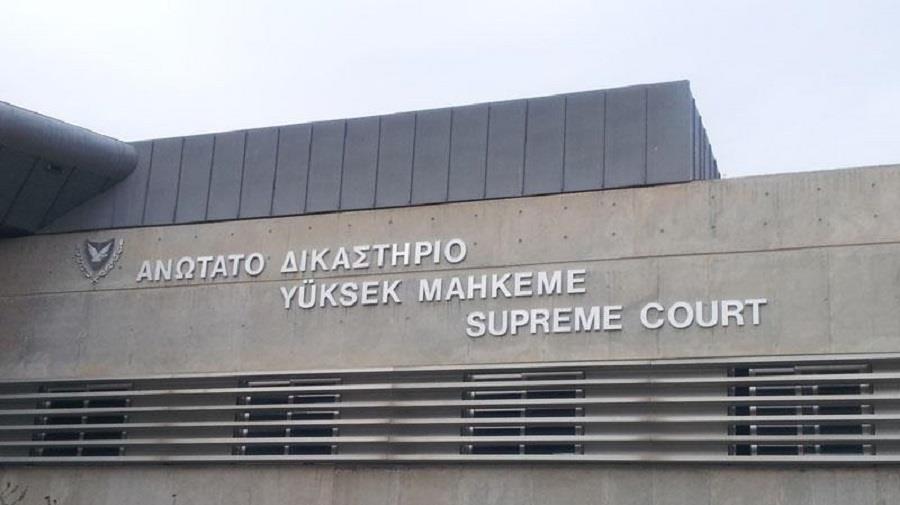 ΑΝΩΤΑΤΟ ΔΙΚΑΣΤΗΡΙΟ
YÜKSEK MAHKEME
SUPREME COURT